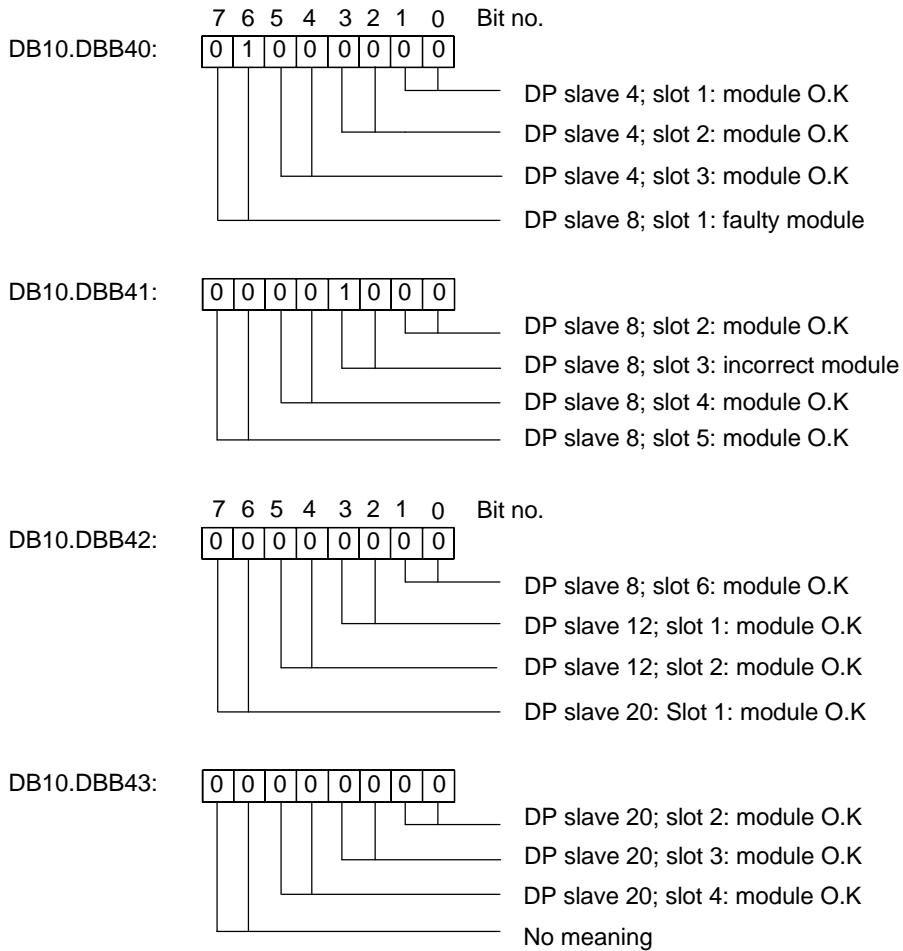 7 6 5 4 3 2 1 0 Bit no.
DB10.DBB40: 0 1 0 0 0 0 0 0
DP slave 4; slot 1: module O.K
DP slave 4; slot 2: module O.K
DP slave 4; slot 3: module O.K
DP slave 8; slot 1: faulty module
DB10.DBB41: 0 0 0 0 1 0 0 0
DP slave 8; slot 2: module O.K
DP slave 8; slot 3: incorrect module
DP slave 8; slot 4: module O.K
DP slave 8; slot 5: module O.K
7 6 5 4 3 2 1 0 Bit no.
DB10.DBB42: 0 0 0 0 0 0 0 0
DP slave 8; slot 6: module O.K
DP slave 12; slot 1: module O.K
DP slave 12; slot 2: module O.K
DP slave 20: Slot 1: module O.K
DB10.DBB43: 0 0 0 0 0 0 0 0
DP slave 20; slot 2: module O.K
DP slave 20; slot 3: module O.K
DP slave 20; slot 4: module O.K
No meaning